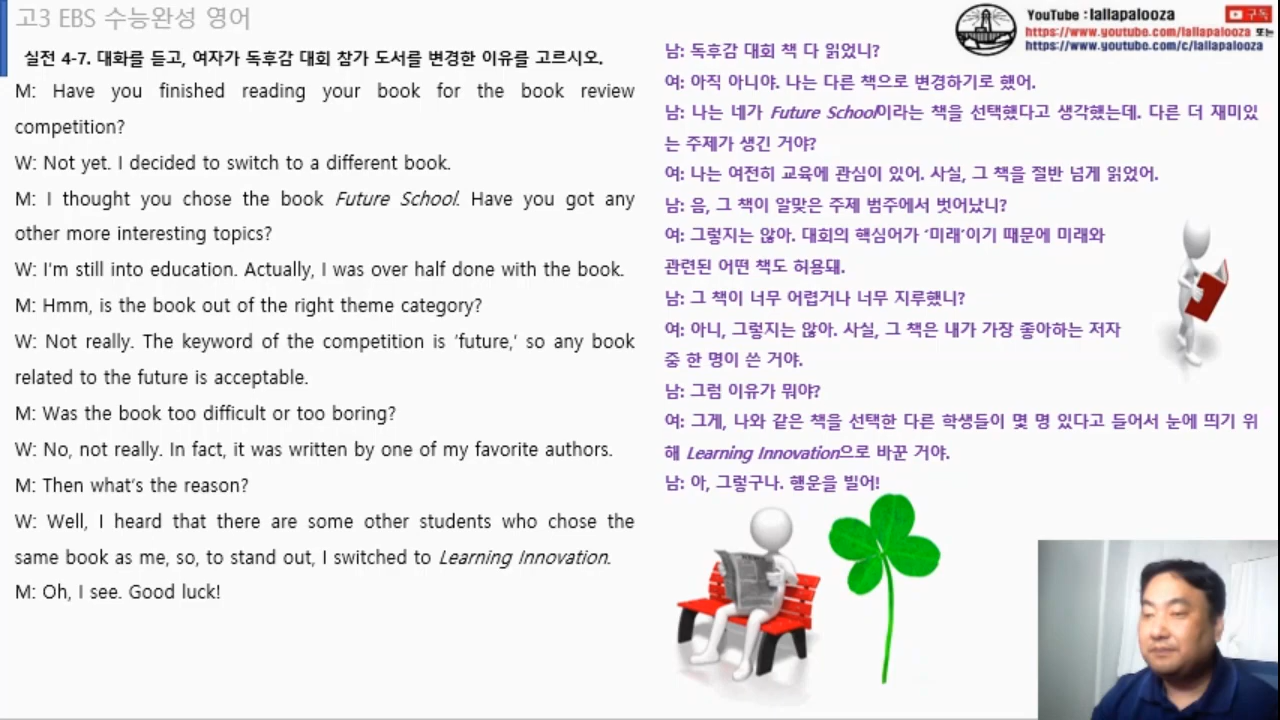 고3 EBS 수능완성 영어
YouTube : lallapalooza
구독
https://www.youtube.com/lallapalooza 또는
https://www.youtube.com/c/lallapalooza
실전 4-7. 대화를 듣고, 여자가 독후감 대회 참가 도서를 변경한 이유를 고르시오.
M: Have you finished reading your book for the book review
competition?
W: Not yet. I decided to switch to a different book.
M: I thought you chose the book Future School. Have you got any
other more interesting topics?
W: I'm still into education. Actually, I was over half done with the book.
M: Hmm, is the book out of the right theme category?
W: Not really. The keyword of the competition is ‘future,’ so any book
related to the future is acceptable.
M: Was the book too difficult or too boring?
W: No, not really. In fact, it was written by one of my favorite authors.
M: Then what's the reason?
W: Well, I heard that there are some other students who chose the
same book as me, so, to stand out, I switched to Learning Innovation.
M: Oh, I see. Good luck!
남: 독후감 대회 책 다 읽었니?
여: 아직 아니야. 나는 다른 책으로 변경하기로 했어.
남: 나는 네가 Future School이라는 책을 선택했다고 생각했는데. 다른 더 재미있
는 주제가 생긴 거야?
여: 나는 여전히 교육에 관심이 있어. 사실, 그 책을 절반 넘게 읽었어.
남: 음, 그 책이 알맞은 주제 범주에서 벗어났니?
여: 그렇지는 않아. 대회의 핵심어가 ‘미래’이기 때문에 미래와
관련된 어떤 책도 허용돼.
남: 그 책이 너무 어렵거나 너무 지루했니?
여: 아니, 그렇지는 않아. 사실, 그 책은 내가 가장 좋아하는 저자
중 한 명이 쓴 거야.
남: 그럼 이유가 뭐야?
여: 그게, 나와 같은 책을 선택한 다른 학생들이 몇 명 있다고 들어서 눈에 띄기 위
해 Learning Innovation으로 바꾼 거야.
남: 아, 그렇구나. 행운을 빌어!